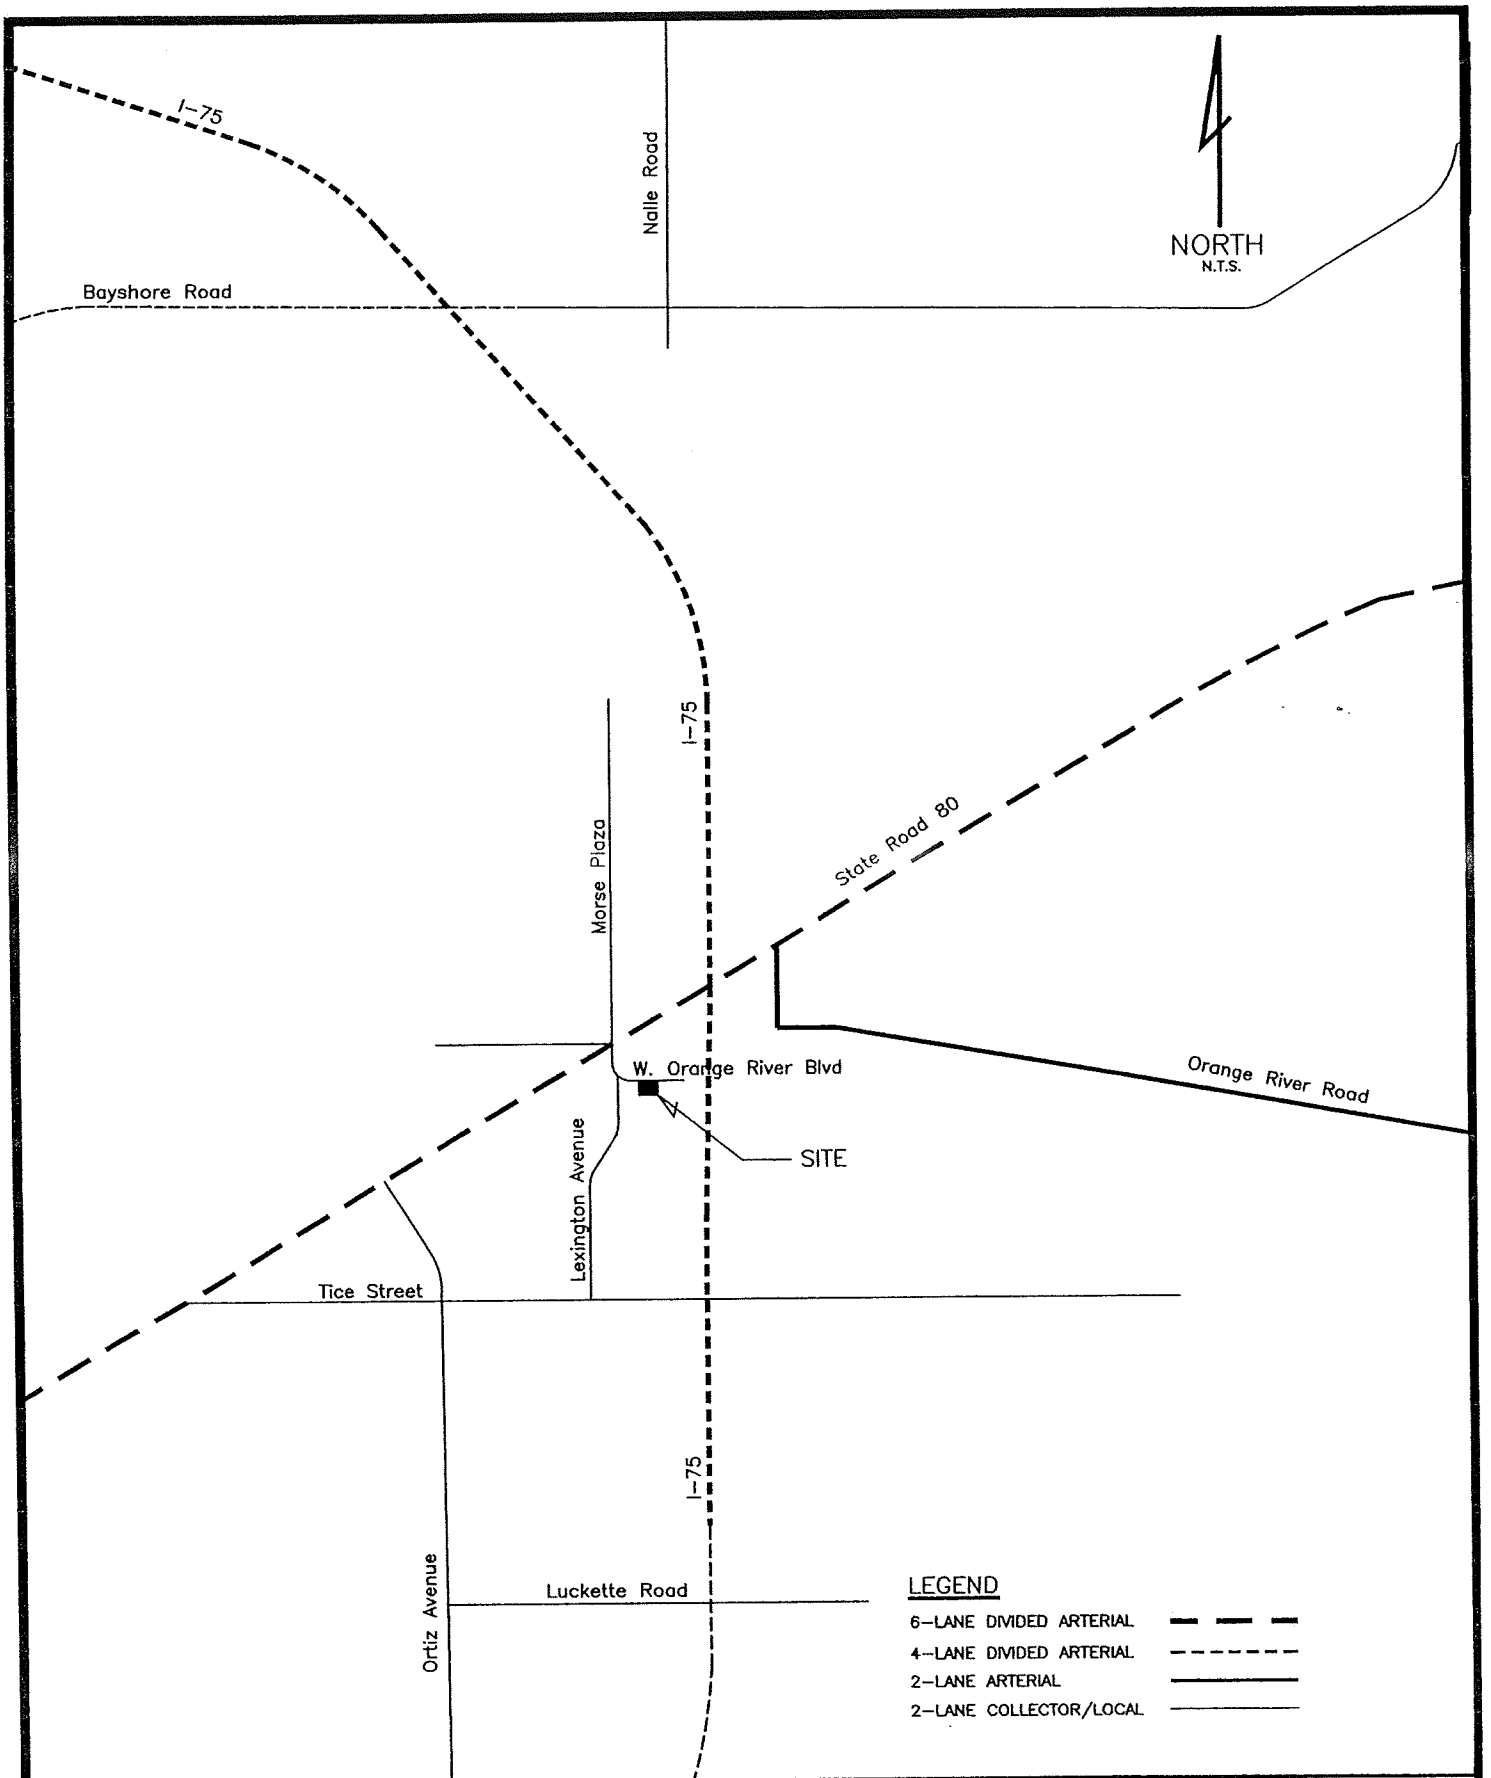 I-75
Nalle Road
NORTH
N.T.S.
Bayshore Road
I-75
Morse Plaza
State Road 80
W. Orange River Blvd
Orange River Road
Lexington Avenue
SITE
Tice Street
I-75
Ortiz Avenue
Luckette Road
LEGEND
6-LANE DIVIDED ARTERIAL
4-LANE DIVIDED ARTERIAL
2-LANE ARTERIAL
2-LANE COLLECTOR/LOCAL